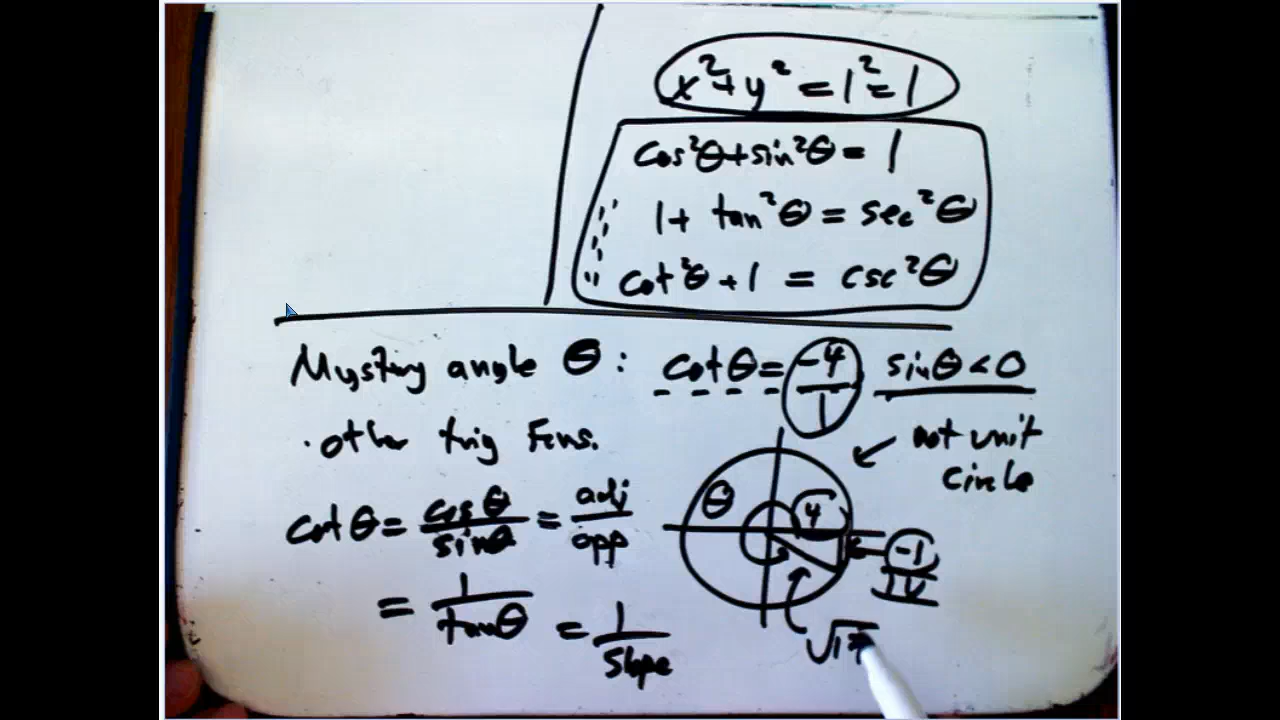 x² + y² = 1² = 1
cos²θ + sin²θ = 1
1 + tan²θ = sec²θ
cot²θ + 1 = csc²θ
Mystery angle θ: cotθ = -4/1 sinθ < 0
· other trig Fcns.
not unit
circle
cotθ = cosθ/sinθ = adj/opp
= 1/tanθ = 1/slope
θ
4
-1
IV
√17